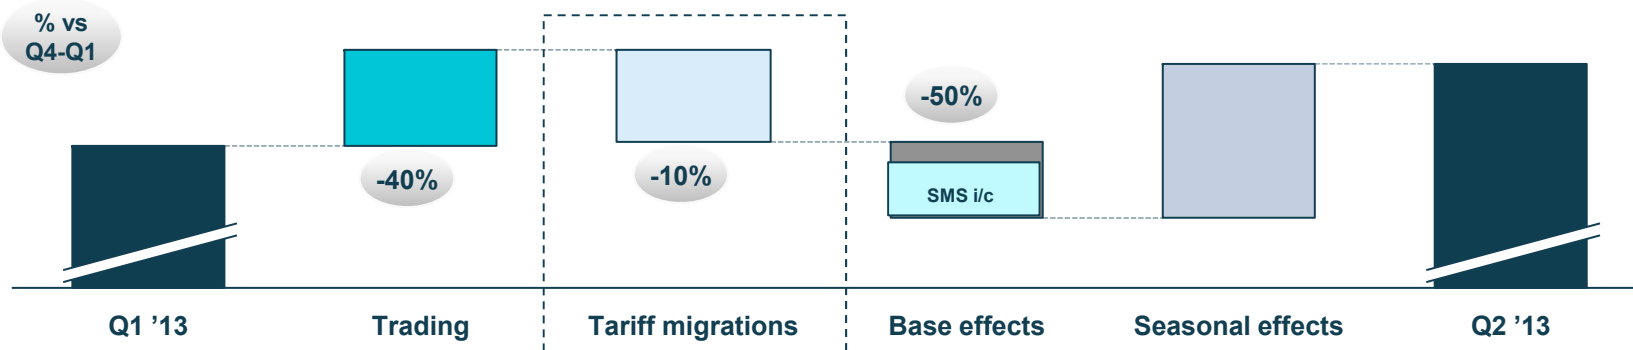 % vs
Q4-Q1
-50%
-40%
-10%
SMS i/c
Q1 ’13
Trading
Tariff migrations
Base effects
Seasonal effects
Q2 ’13